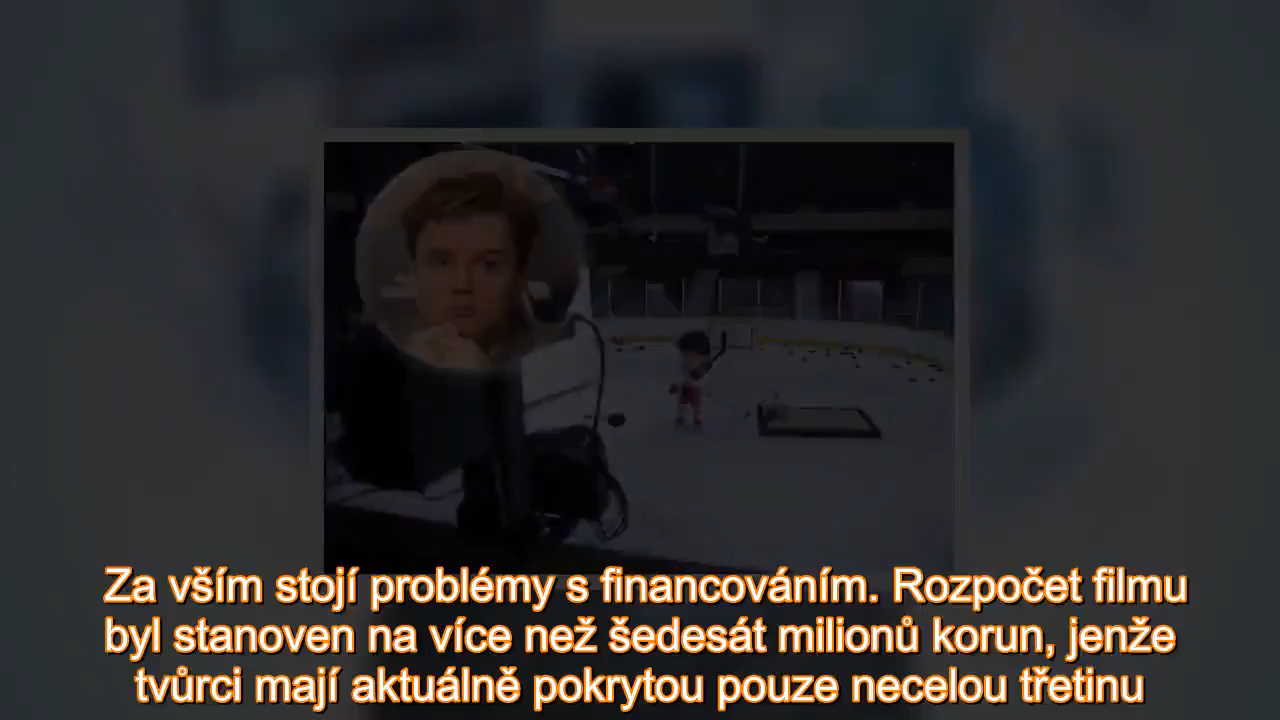 Za vším stojí problémy s financováním. Rozpočet filmu
byl stanoven na více než šedesát milionů korun, jenže
tvůrci mají aktuálně pokrytou pouze necelou třetinu